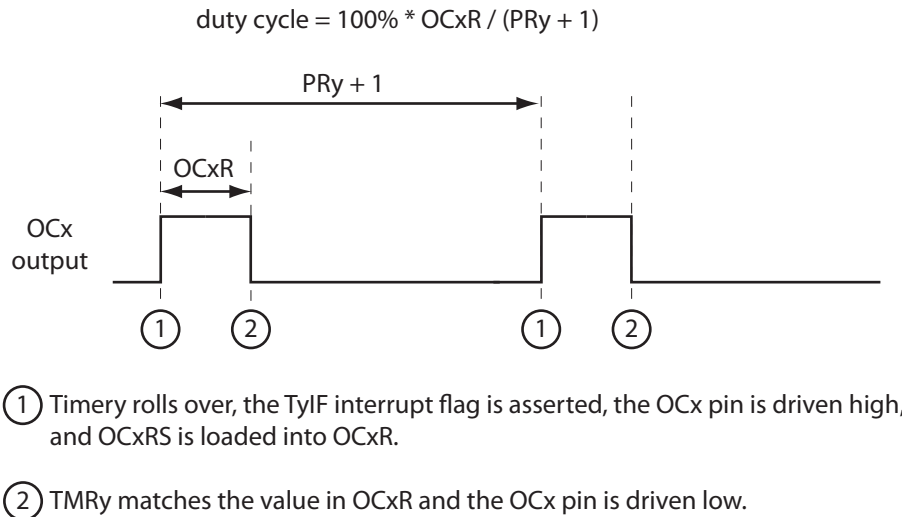 duty cycle = 100% * OCxR / (PRy + 1)
PRy + 1
OCxR
OCx
output
1 2 1 2
1 Timery rolls over, the TyIF interrupt flag is asserted, the OCx pin is driven high,
and OCxRS is loaded into OCxR.
2 TMRy matches the value in OCxR and the OCx pin is driven low.